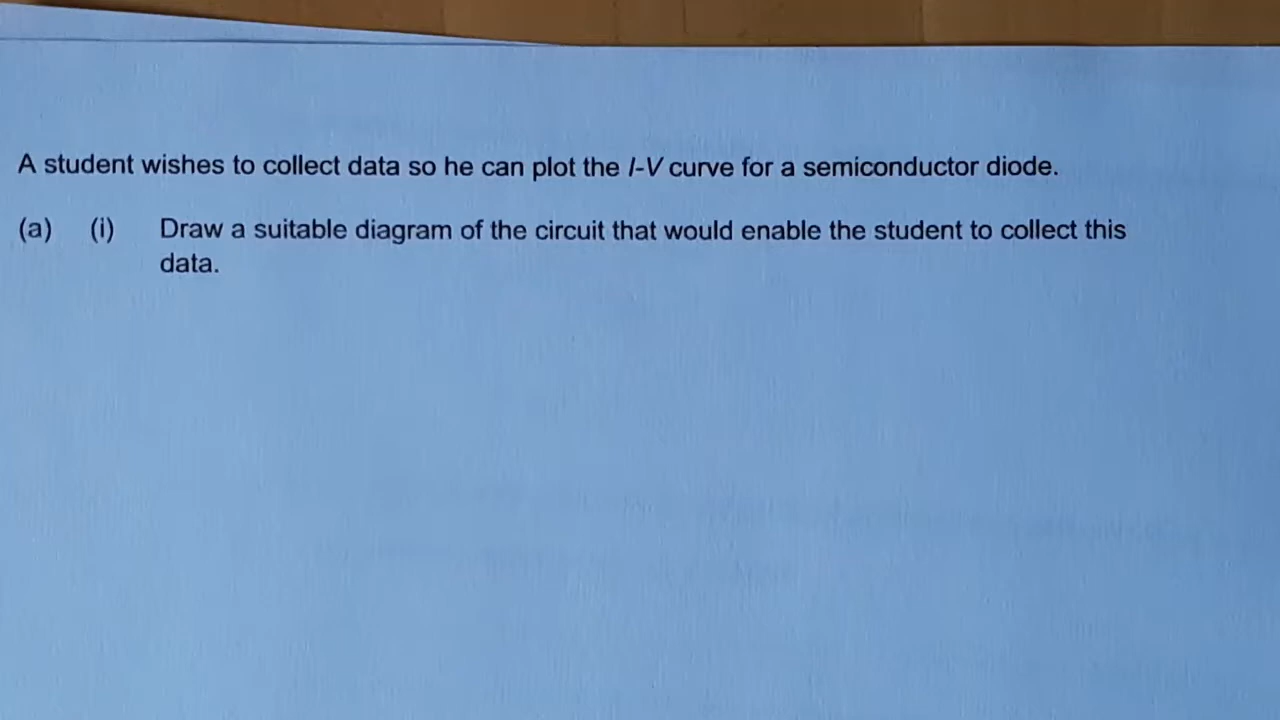 A student wishes to collect data so he can plot the I-V curve for a semiconductor diode.
(a) (i) Draw a suitable diagram of the circuit that would enable the student to collect this
data.